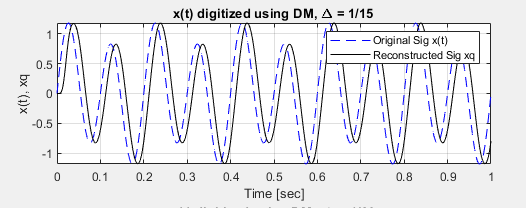 x(t) digitized using DM, Δ = 1/15
Original Sig x(t)
Reconstructed Sig xq
x(t), xq
1
0.5
0
-0.5
-1
0 0.1 0.2 0.3 0.4 0.5 0.6 0.7 0.8 0.9 1
Time [sec]